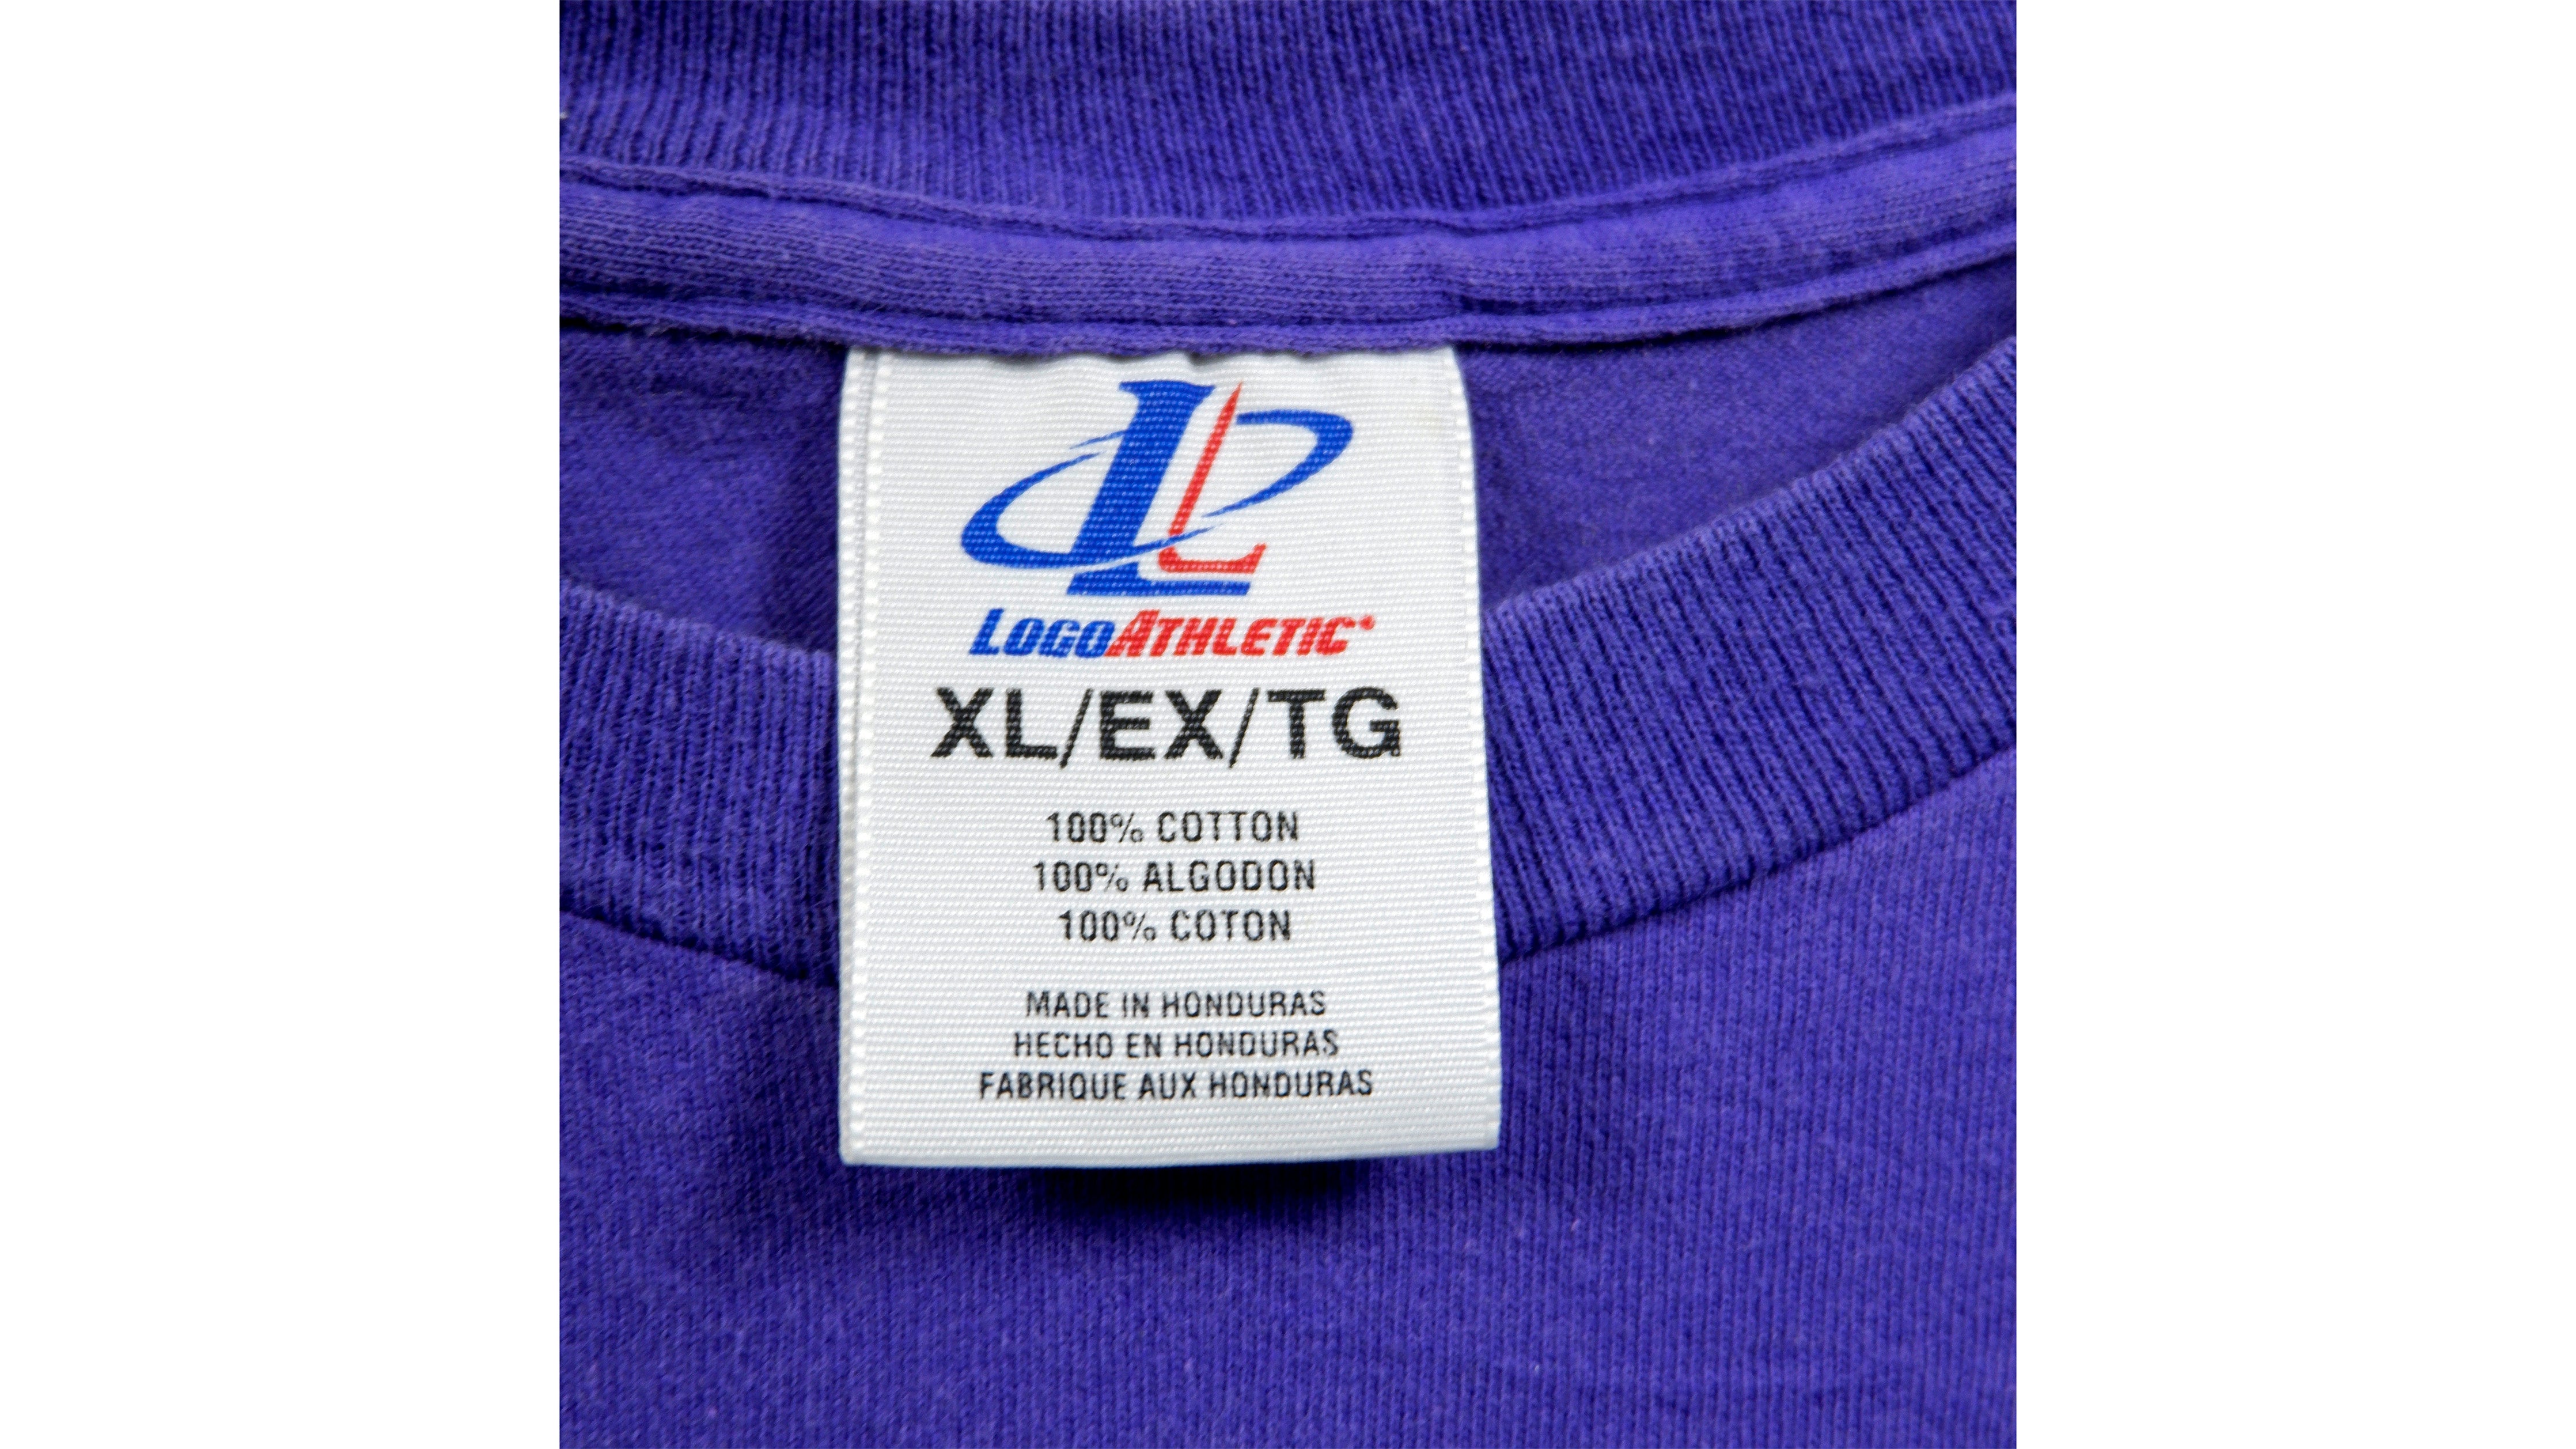 LOGOATHLETIC
XL/EX/TG
100% COTTON
100% ALGODON
100% COTON
MADE IN HONDURAS
HECHO EN HONDURAS
FABRIQUE AUX HONDURAS